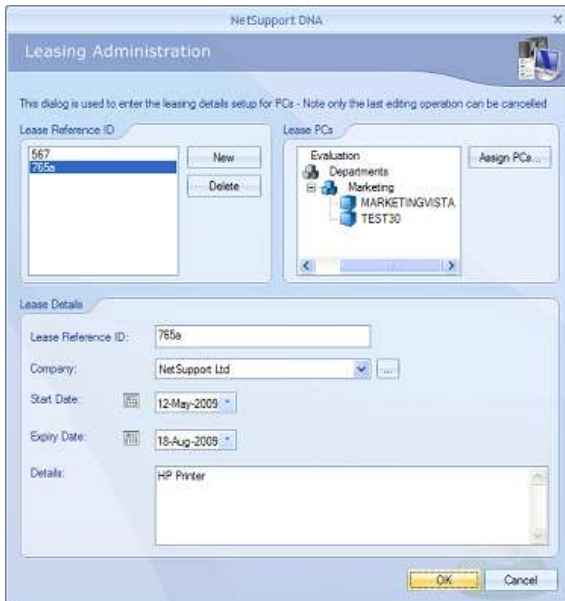 NetSupport DNA
Leasing Administration
This dialog is used to enter the leasing details setup for PCs - Note only the last editing operation can be cancelled
Lease Reference ID
567
765a
New
Delete
Lease PCs
Evaluation
Departments
Marketing
MARKETINGVISTA
TEST30
Assign PCs...
Lease Details
Lease Reference ID: 765a
Company: NetSupport Ltd ...
Start Date: 12-May-2009
Expiry Date: 18-Aug-2009
Details: HP Printer
OK Cancel